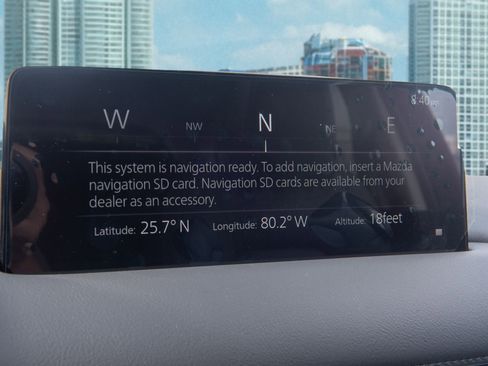 8:40
W NW N NE E
This system is navigation ready. To add navigation, insert a Mazda
navigation SD card. Navigation SD cards are available from your
dealer as an accessory.
Latitude: 25.7° N Longitude: 80.2° W Altitude: 18feet